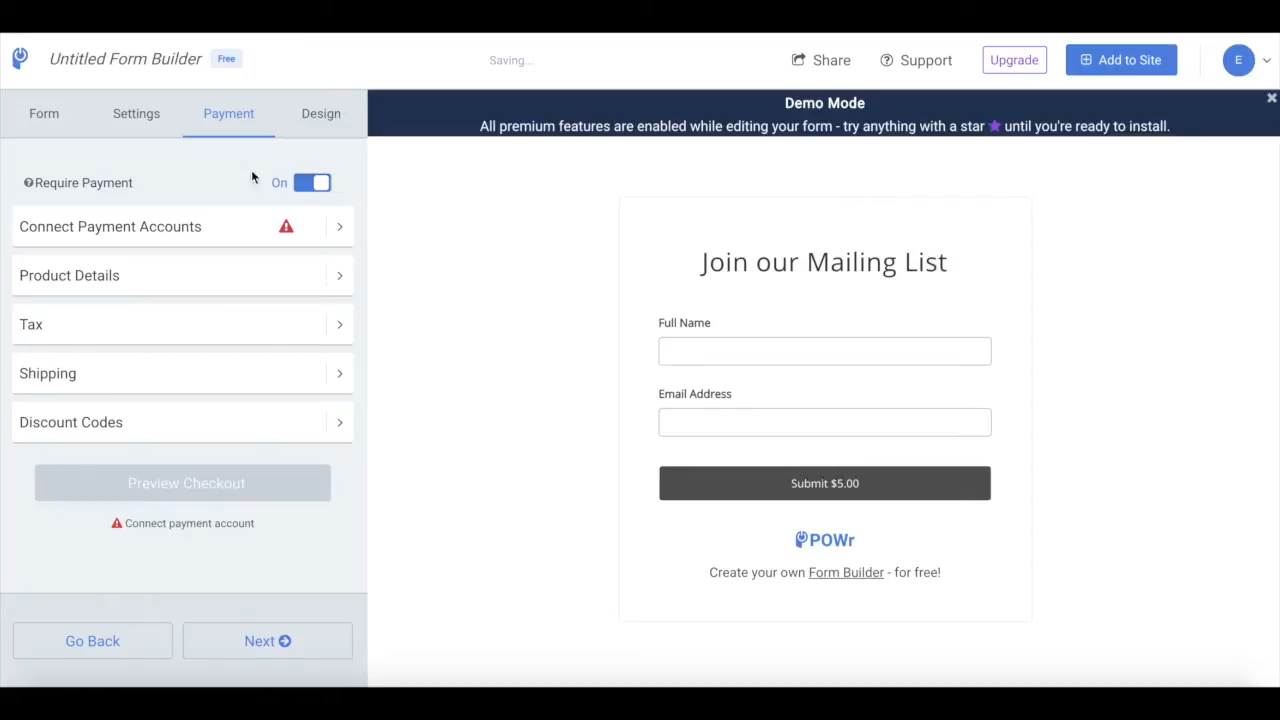 Untitled Form Builder
Free
Saving...
Share
Support
Upgrade
Add to Site
E
Form
Settings
Payment
Design
Demo Mode
All premium features are enabled while editing your form - try anything with a star until you're ready to install.
Require Payment
On
Connect Payment Accounts
Product Details
Tax
Shipping
Discount Codes
Preview Checkout
Connect payment account
Go Back
Next
Join our Mailing List
Full Name
Email Address
Submit $5.00
POWr
Create your own Form Builder - for free!